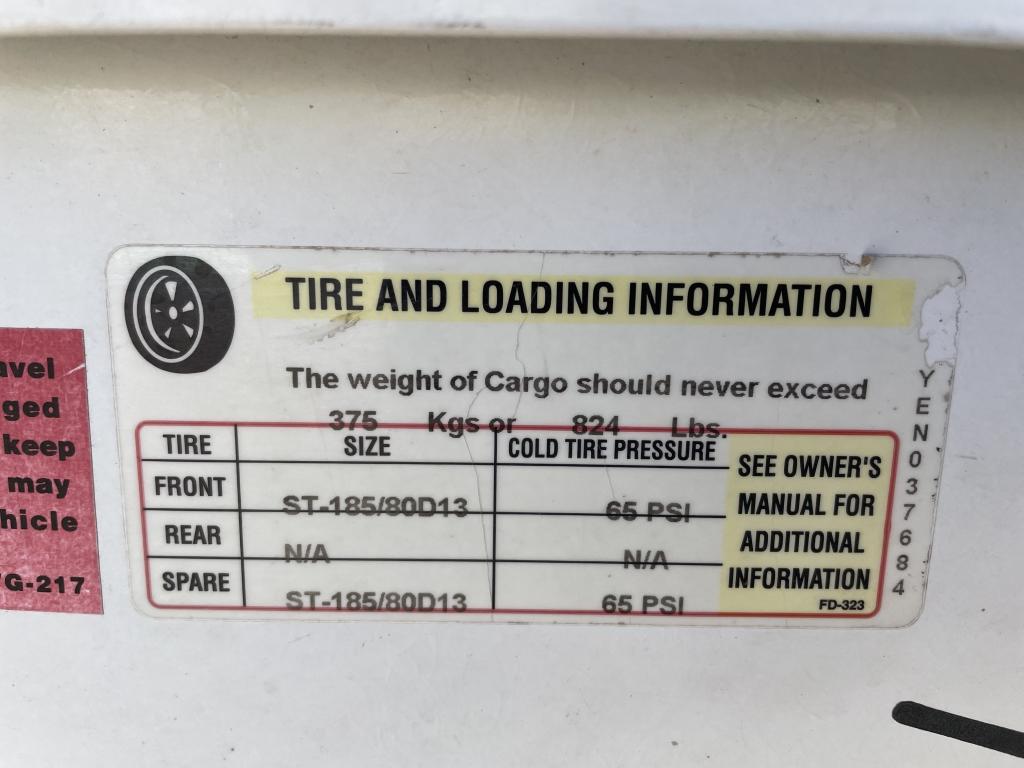 TIRE AND LOADING INFORMATION
The weight of Cargo should never exceed
375 Kgs or 824 Lbs.
TIRE SIZE COLD TIRE PRESSURE
FRONT ST-185/80D13 65 PSI
REAR N/A N/A
SPARE ST-185/80D13 65 PSI
SEE OWNER'S
MANUAL FOR
ADDITIONAL
INFORMATION
FD-323
YEN037684
avel
ged
keep
may
hicle
G-217